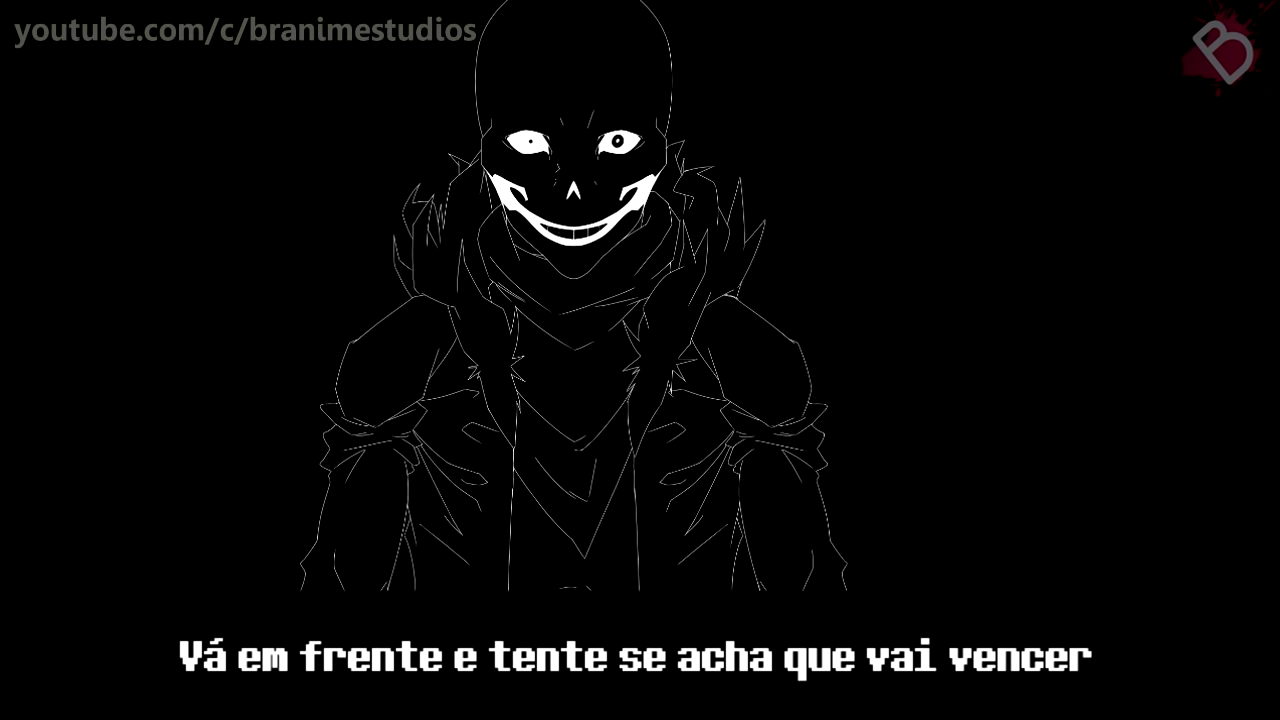 youtube.com/c/branimestudios
B
Vá em frente e tente se acha que vai vencer